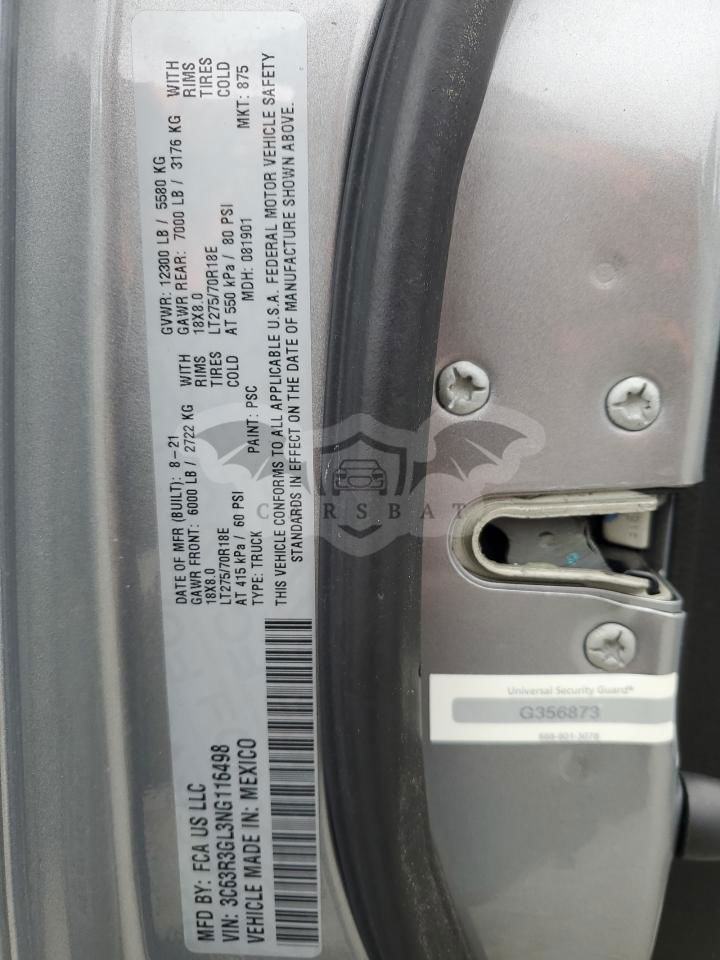 MFD BY: FCA US LLC
VIN: 3C63R3GL3NG116498
VEHICLE MADE IN: MEXICO
DATE OF MFR (BUILT): 8-21
GAWR FRONT: 6000 LB / 2722 KG WITH
18X8.0 RIMS
LT275/70R18E TIRES
AT 415 kPa / 60 PSI COLD
TYPE: TRUCK PAINT: PSC
GVWR: 12300 LB / 5580 KG
GAWR REAR: 7000 LB / 3176 KG WITH
18X8.0 RIMS
LT275/70R18E TIRES
AT 550 kPa / 80 PSI COLD
MDH: 081901 MKT: 875
THIS VEHICLE CONFORMS TO ALL APPLICABLE U.S.A. FEDERAL MOTOR VEHICLE SAFETY
STANDARDS IN EFFECT ON THE DATE OF MANUFACTURE SHOWN ABOVE.
CARSBAT
Universal Security Guard®
G356873
888-901-3078